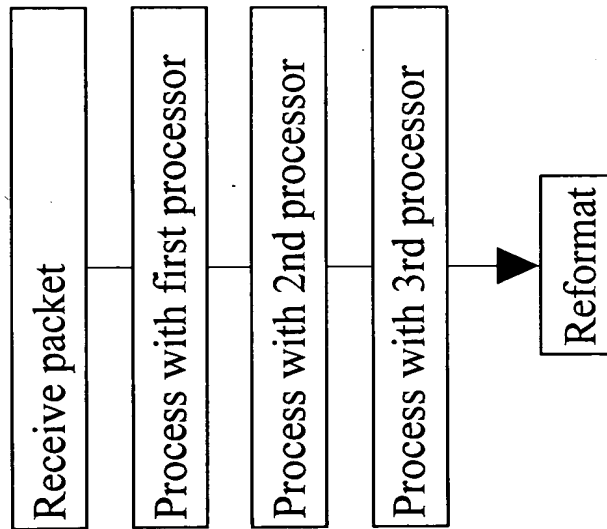 Receive packet
Process with first processor
Process with 2nd processor
Process with 3rd processor
Reformat